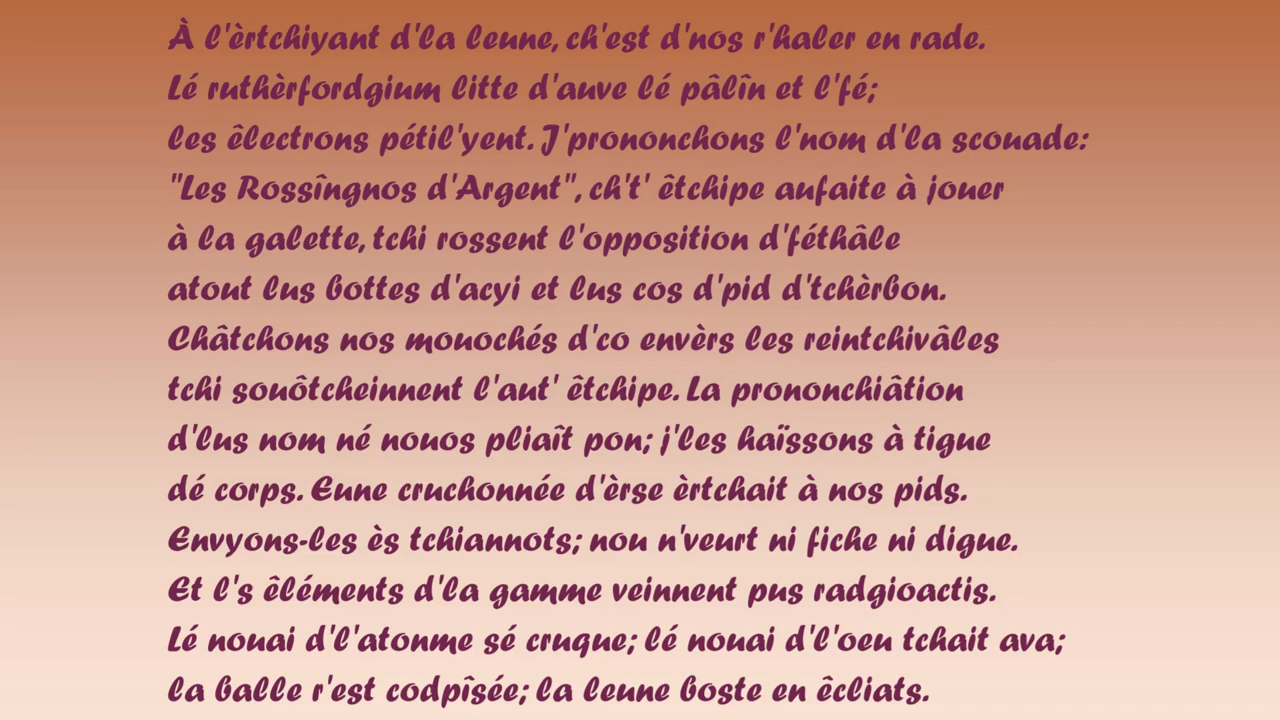 À l'èrtchiyant d'la leune, ch'est d'nos r'haler en rade.
Lé ruthèrfordgium litte d'auve lé pâlîn et l'fé;
les êlectrons pétil'yent. J'prononchons l'nom d'la scouade:
"Les Rossîngnos d'Argent", ch't' êtchipe aufaite à jouer
à la galette, tchi rossent l'opposition d'féthâle
atout lus bottes d'acyi et lus cos d'pid d'tchèrbon.
Châtchons nos mouochés d'co envèrs les reintchivâles
tchi souôtcheinnent l'aut' êtchipe. La prononchiâtion
d'lus nom né nouos pliaît pon; j'les haïssons à tigue
dé corps. Eune cruchonnée d'èrse èrtchait à nos pids.
Envyons-les ès tchiannots; nou n'veurt ni fiche ni digue.
Et l's êléments d'la gamme veinnent pus radgioactis.
Lé nouai d'l'atonme sé cruque; lé nouai d'l'oeu tchait ava;
la balle r'est codpîsée; la leune boste en êcliats.